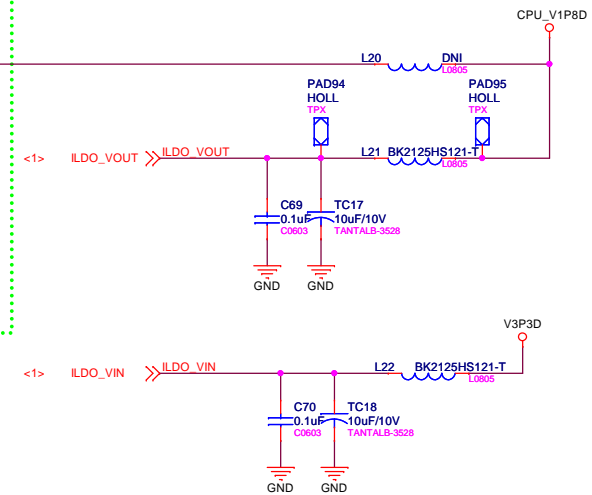 CPU_V1P8D
L20 DNI
L0805
PAD94 PAD95
HOLL HOLL
TPX TPX
<1> ILDO_VOUT ILDO_VOUT L21 BK2125HS121-T
L0805
C69 TC17
0.1uF 10uF/10V
C0603 TANTALB-3528
GND GND
V3P3D
<1> ILDO_VIN ILDO_VIN L22 BK2125HS121-T
L0805
C70 TC18
0.1uF 10uF/10V
C0603 TANTALB-3528
GND GND